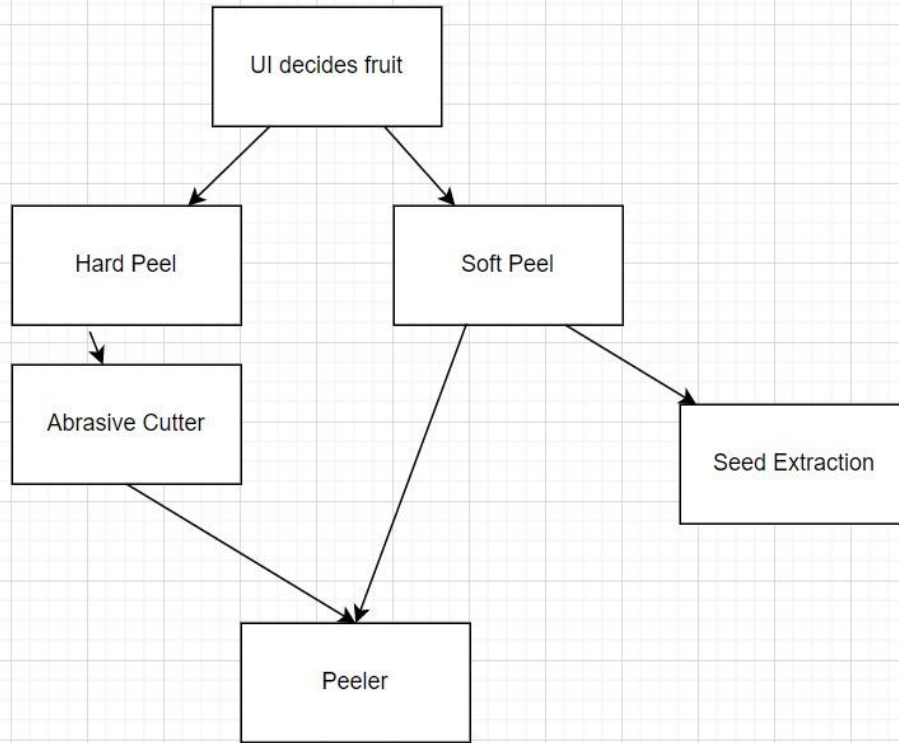 UI decides fruit
Hard Peel
Soft Peel
Abrasive Cutter
Seed Extraction
Peeler